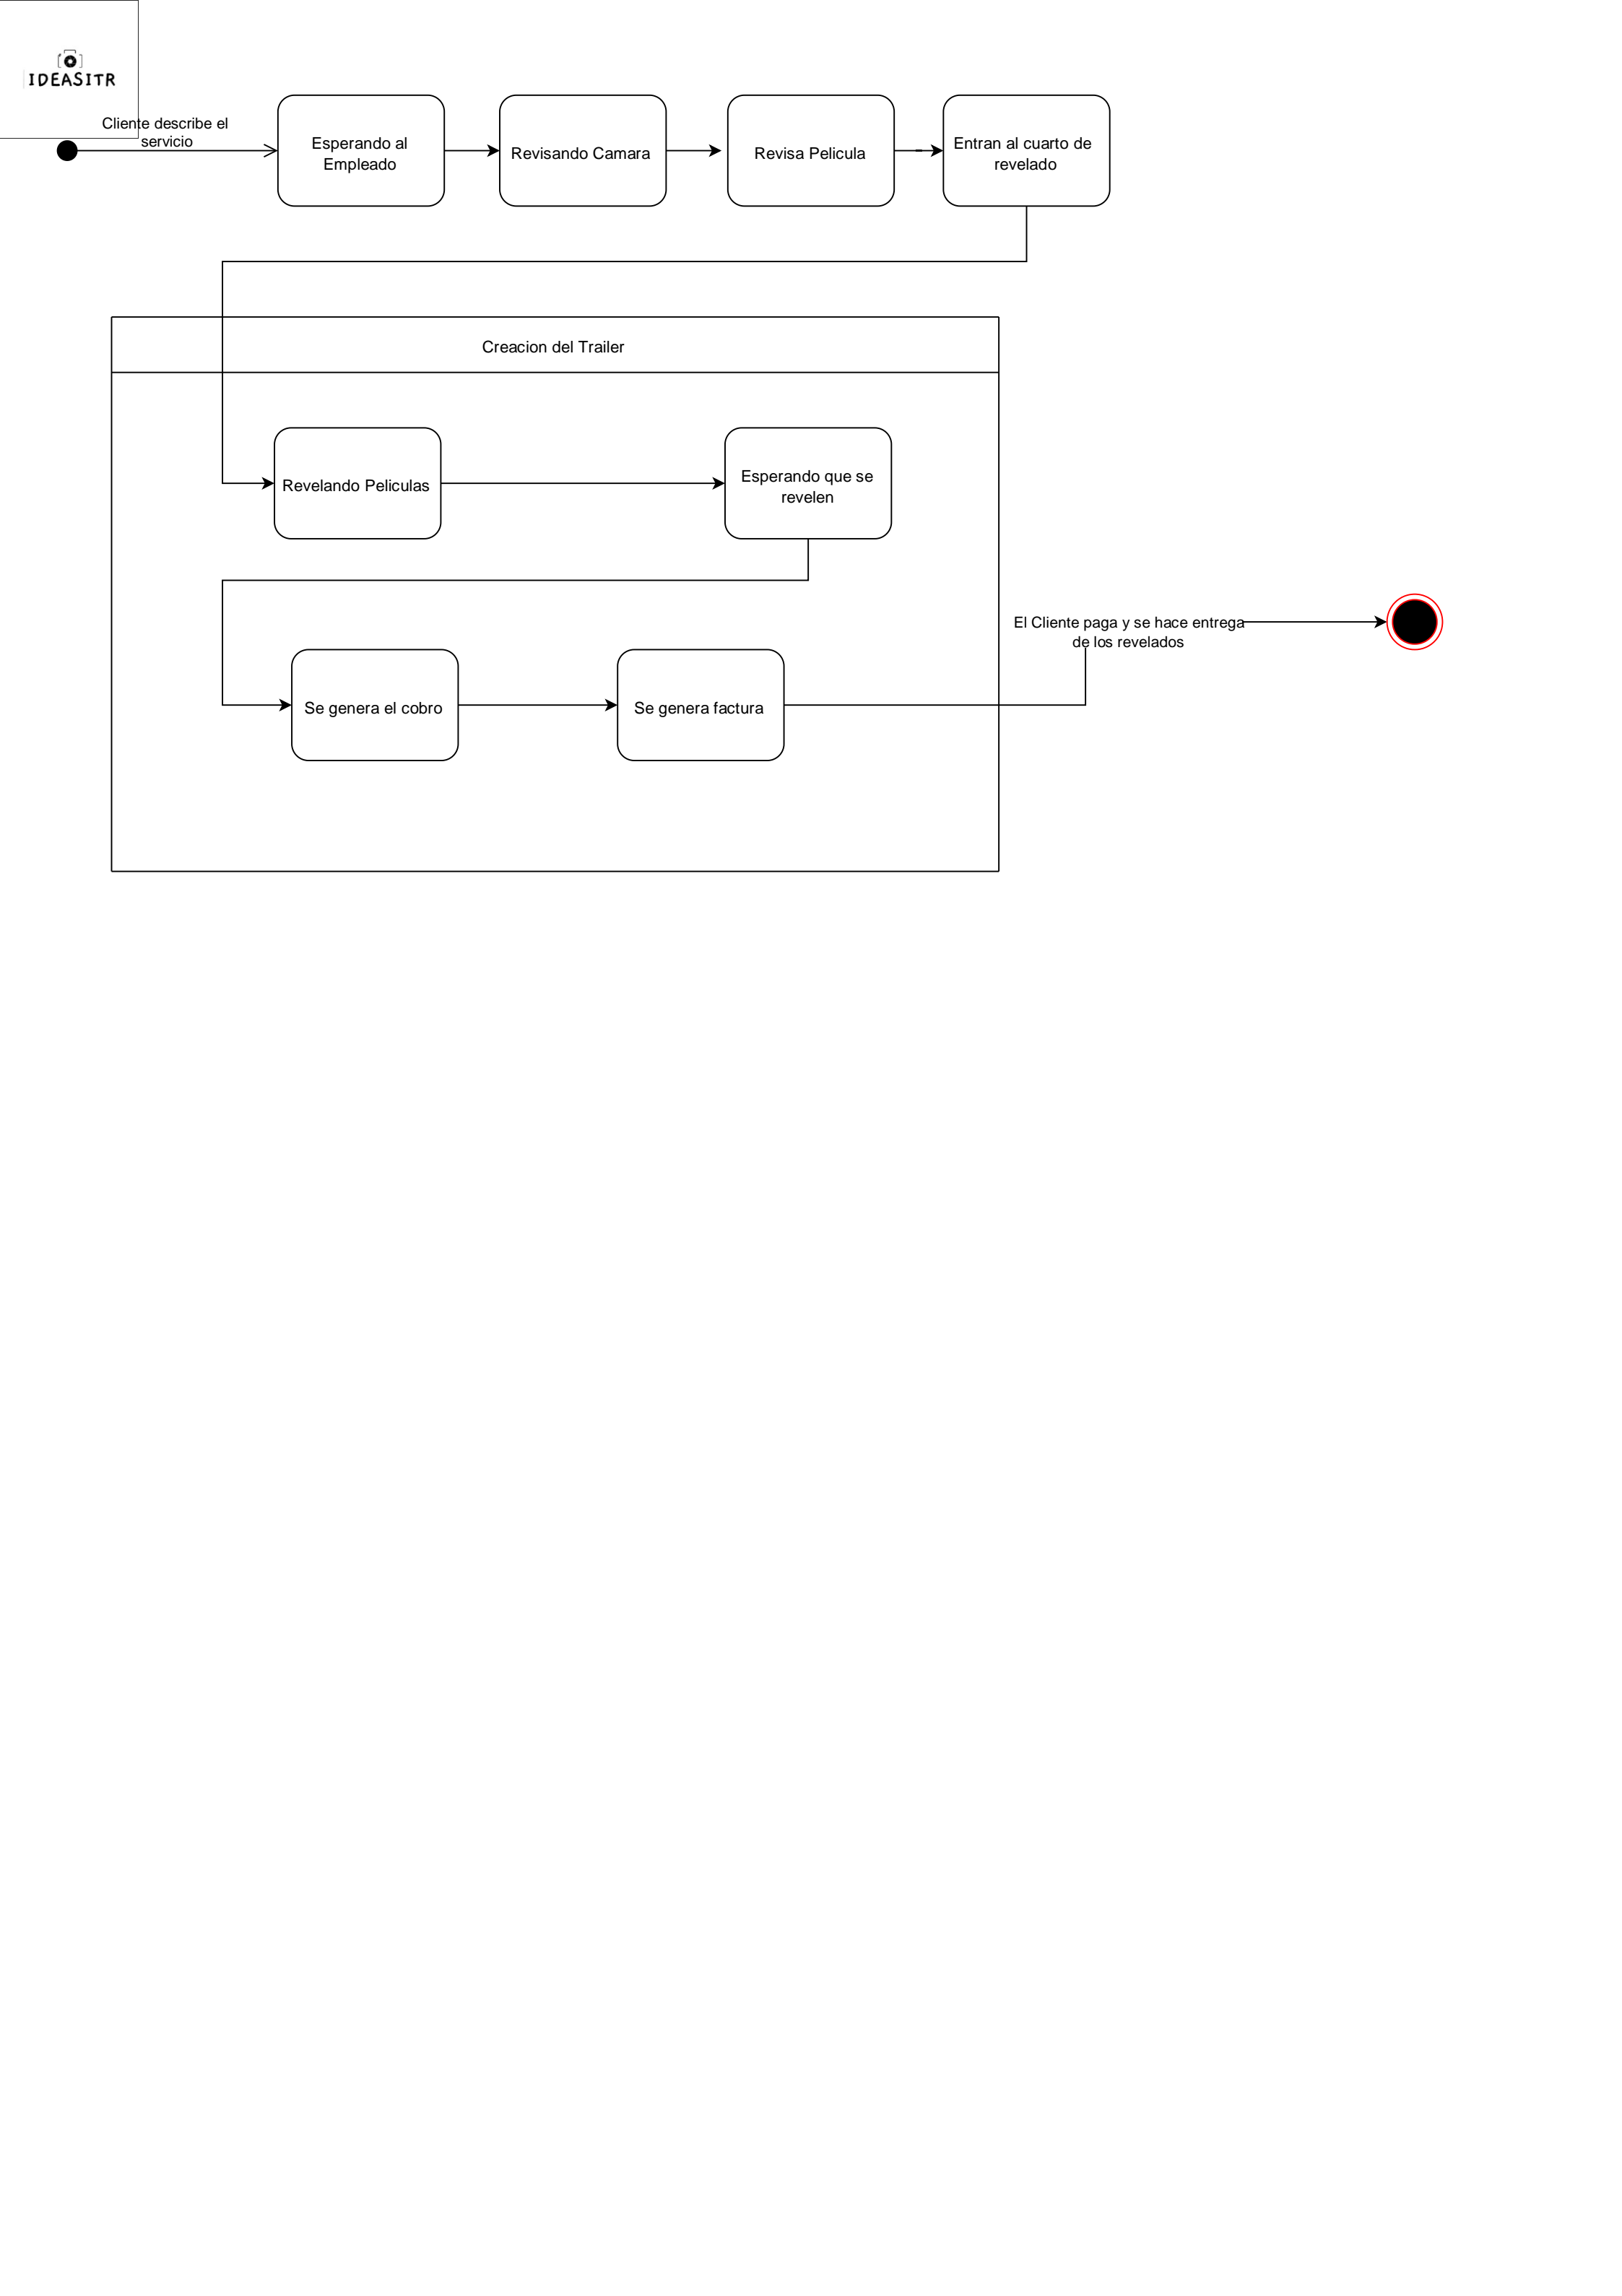 IDEASITR
Cliente describe el
servicio
Esperando al
Empleado
Revisando Camara
Revisa Pelicula
Entran al cuarto de
revelado
Creacion del Trailer
Revelando Peliculas
Esperando que se
revelen
El Cliente paga y se hace entrega
de los revelados
Se genera el cobro
Se genera factura